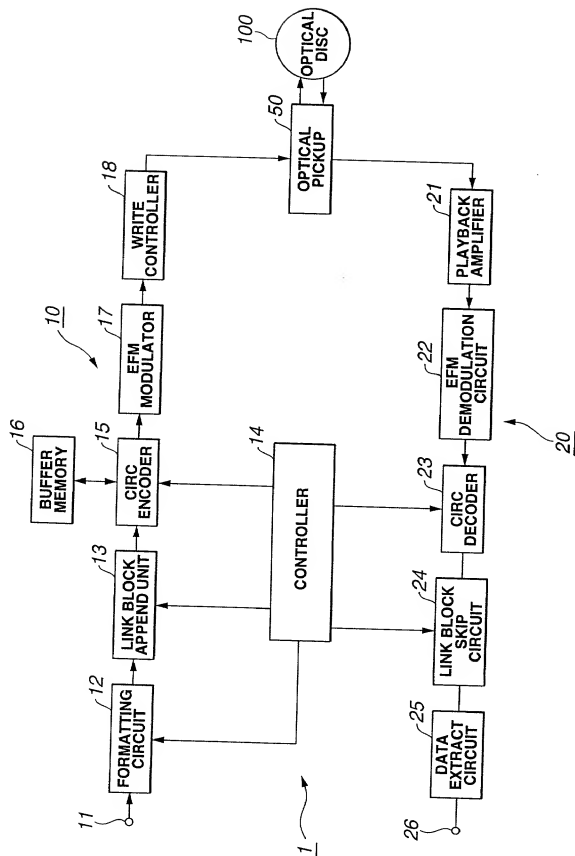 11
12
FORMATTING
CIRCUIT
13
LINK BLOCK
APPEND UNIT
16
BUFFER
MEMORY
15
CIRC
ENCODER
10
17
EFM
MODULATOR
18
WRITE
CONTROLLER
14
CONTROLLER
50
OPTICAL
PICKUP
100
OPTICAL
DISC
1
26
25
DATA
EXTRACT
CIRCUIT
24
LINK BLOCK
SKIP
CIRCUIT
23
CIRC
DECODER
20
22
EFM
DEMODULATION
CIRCUIT
21
PLAYBACK
AMPLIFIER